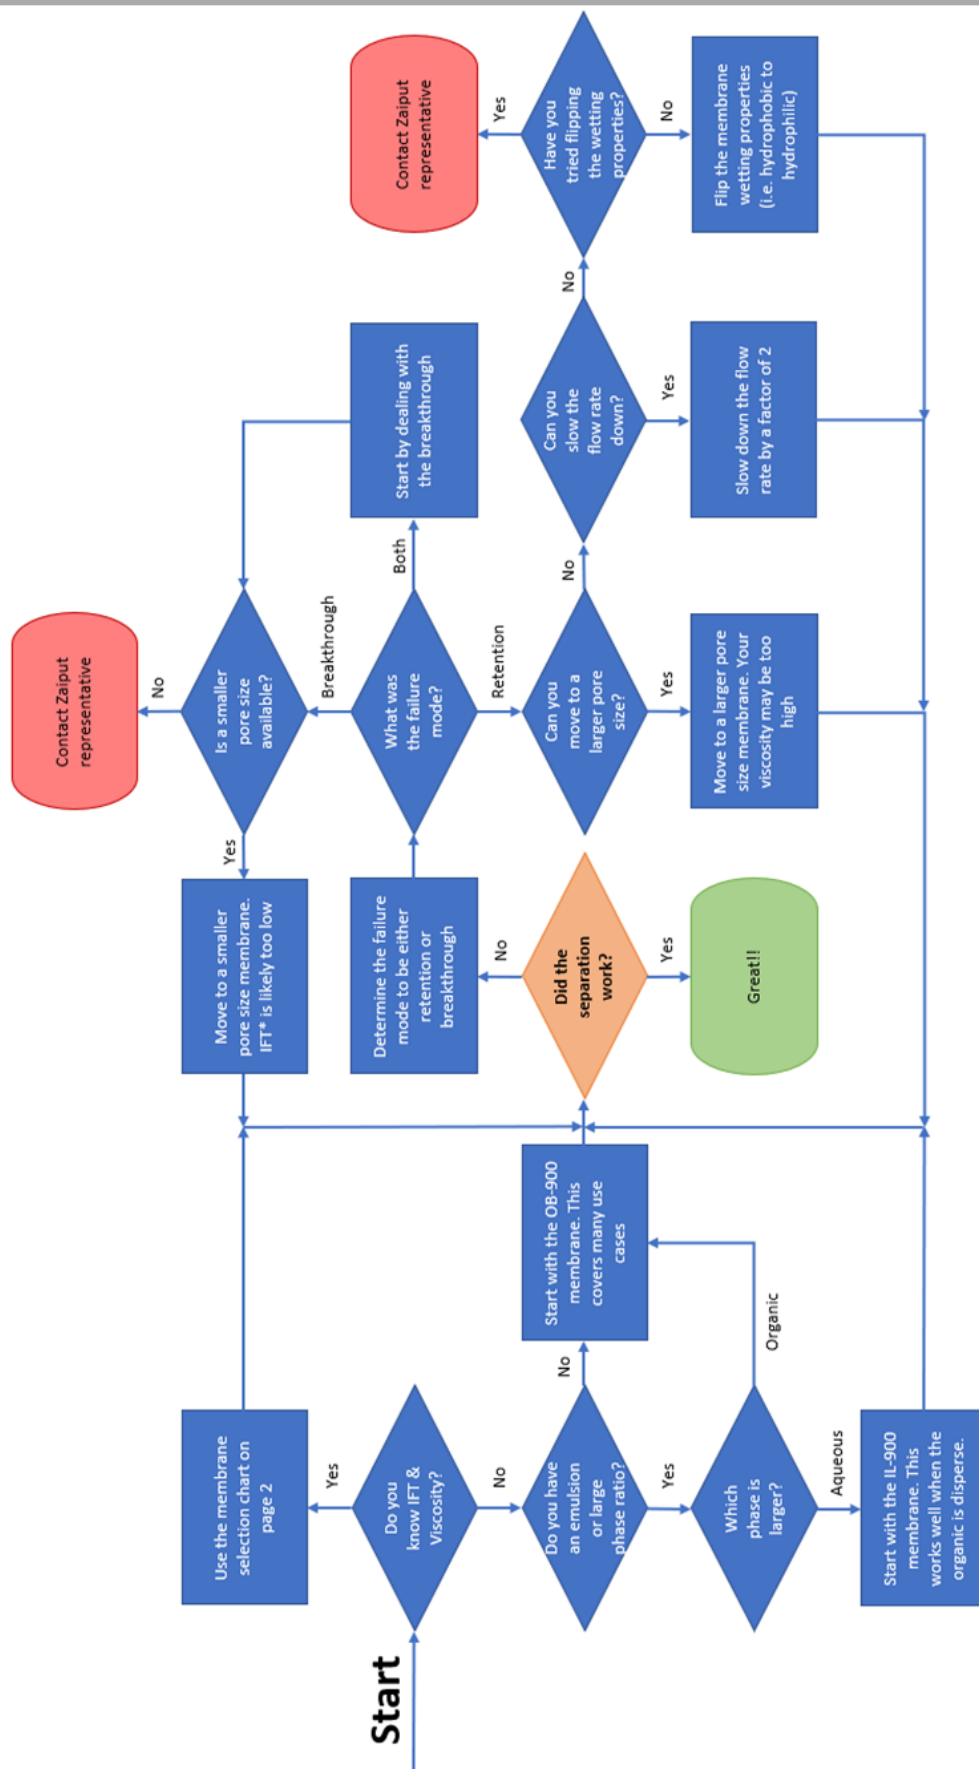 Start
Do you
know IFT &
Viscosity?
Yes
Use the membrane
selection chart on
page 2
No
Do you have
an emulsion
or large
phase ratio?
Yes
Which
phase is
larger?
Aqueous
Start with the IL-900
membrane. This
works well when the
organic is disperse.
Organic
No
Start with the OB-900
membrane. This
covers many use
cases
Did the
separation
work?
Yes
Great!!
No
Determine the failure
mode to be either
retention or
breakthrough
What was
the failure
mode?
Breakthrough
Is a smaller
pore size
available?
Yes
Move to a smaller
pore size membrane.
IFT* is likely too low
No
Contact Zaiput
representative
Both
Start by dealing with
the breakthrough
Retention
Can you
move to a
larger pore
size?
Yes
Move to a larger pore
size membrane. Your
viscosity may be too
high
No
Can you
slow the
flow rate
down?
Yes
Slow down the flow
rate by a factor of 2
No
Have you
tried flipping
the wetting
properties?
Yes
Contact Zaiput
representative
No
Flip the membrane
wetting properties
(i.e. hydrophobic to
hydrophilic)